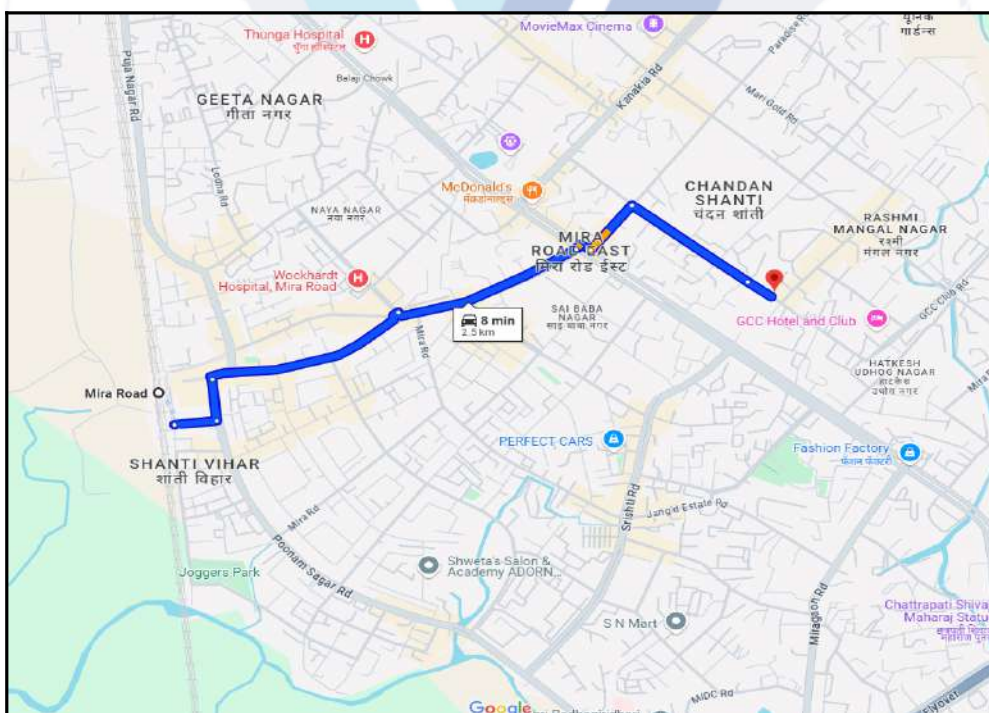 MovieMax Cinema
यूनिक
गार्डन्स
Thunga Hospital
थुंगा हॉस्पिटल
Balaji Chowk
Puja Nagar Rd
Paradise Rd
Kanakia Rd
Mari Gold Rd
GEETA NAGAR
गीता नगर
Lodha Rd
McDonald's
मॅकडोनाल्ड्स
CHANDAN
SHANTI
चंदन शांती
NAYA NAGAR
नया नगर
RASHMI
MANGAL NAGAR
रश्मी
मंगल नगर
MIRA
ROAD EAST
मिरा रोड ईस्ट
Wockhardt
Hospital, Mira Road
GCC Club Rd
SAI BABA
NAGAR
साई बाबा नगर
GCC Hotel and Club
8 min
2.5 km
Mira Rd
HATKESH
UDHOG NAGAR
हाटकेश
उधोग नगर
Mira Road
PERFECT CARS
Fashion Factory
फॅशन फॅक्टरी
SHANTI VIHAR
शांती विहार
Srishti Rd
Jangid Estate Rd
Mira Rd
Poonam Sagar Rd
Joggers Park
Shweta's Salon &
Academy ADORN...
S N Mart
Miragaon Rd
Chattrapati Shivaj
Maharaj Statu
MIDC Rd
Google
Flyover